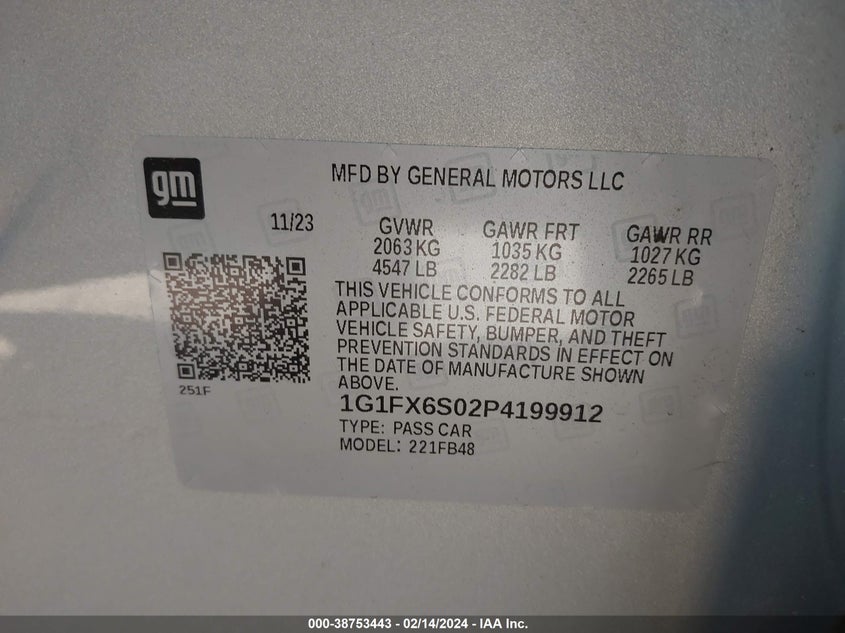 gm
MFD BY GENERAL MOTORS LLC
11/23
GVWR GAWR FRT GAWR RR
2063 KG 1035 KG 1027 KG
4547 LB 2282 LB 2265 LB
THIS VEHICLE CONFORMS TO ALL
APPLICABLE U.S. FEDERAL MOTOR
VEHICLE SAFETY, BUMPER, AND THEFT
PREVENTION STANDARDS IN EFFECT ON
THE DATE OF MANUFACTURE SHOWN
ABOVE.
251F
1G1FX6S02P4199912
TYPE: PASS CAR
MODEL: 221FB48
000-38753443 - 02/14/2024 - IAA Inc.